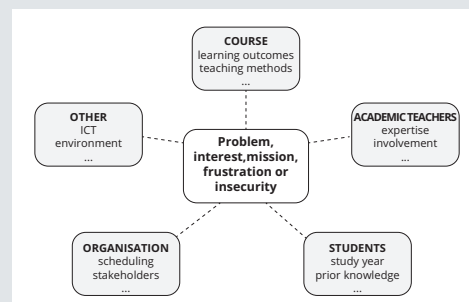 COURSE
learning outcomes
teaching methods
...
OTHER
ICT
environment
...
ACADEMIC TEACHERS
expertise
involvement
...
Problem,
interest,mission,
frustration or
insecurity
ORGANISATION
scheduling
stakeholders
...
STUDENTS
study year
prior knowledge
...